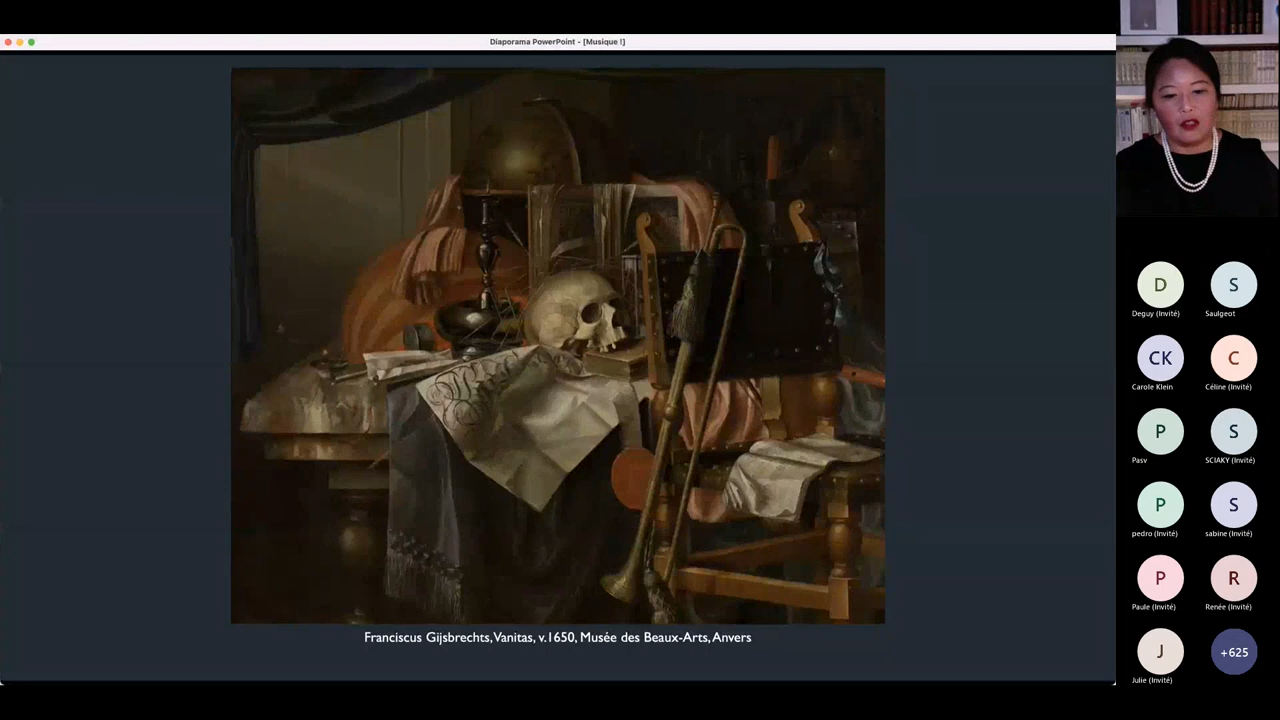 Diaporama PowerPoint - [Musique !]
Franciscus Gijsbrechts, Vanitas, v.1650, Musée des Beaux-Arts, Anvers
D
S
Deguy (Invité)
Saulgeot
CK
C
Carole Klein
Céline (Invité)
P
S
Pasv
SCIAKY (Invité)
P
S
pedro (Invité)
sabine (Invité)
P
R
Paule (Invité)
Renée (Invité)
J
+625
Julie (Invité)